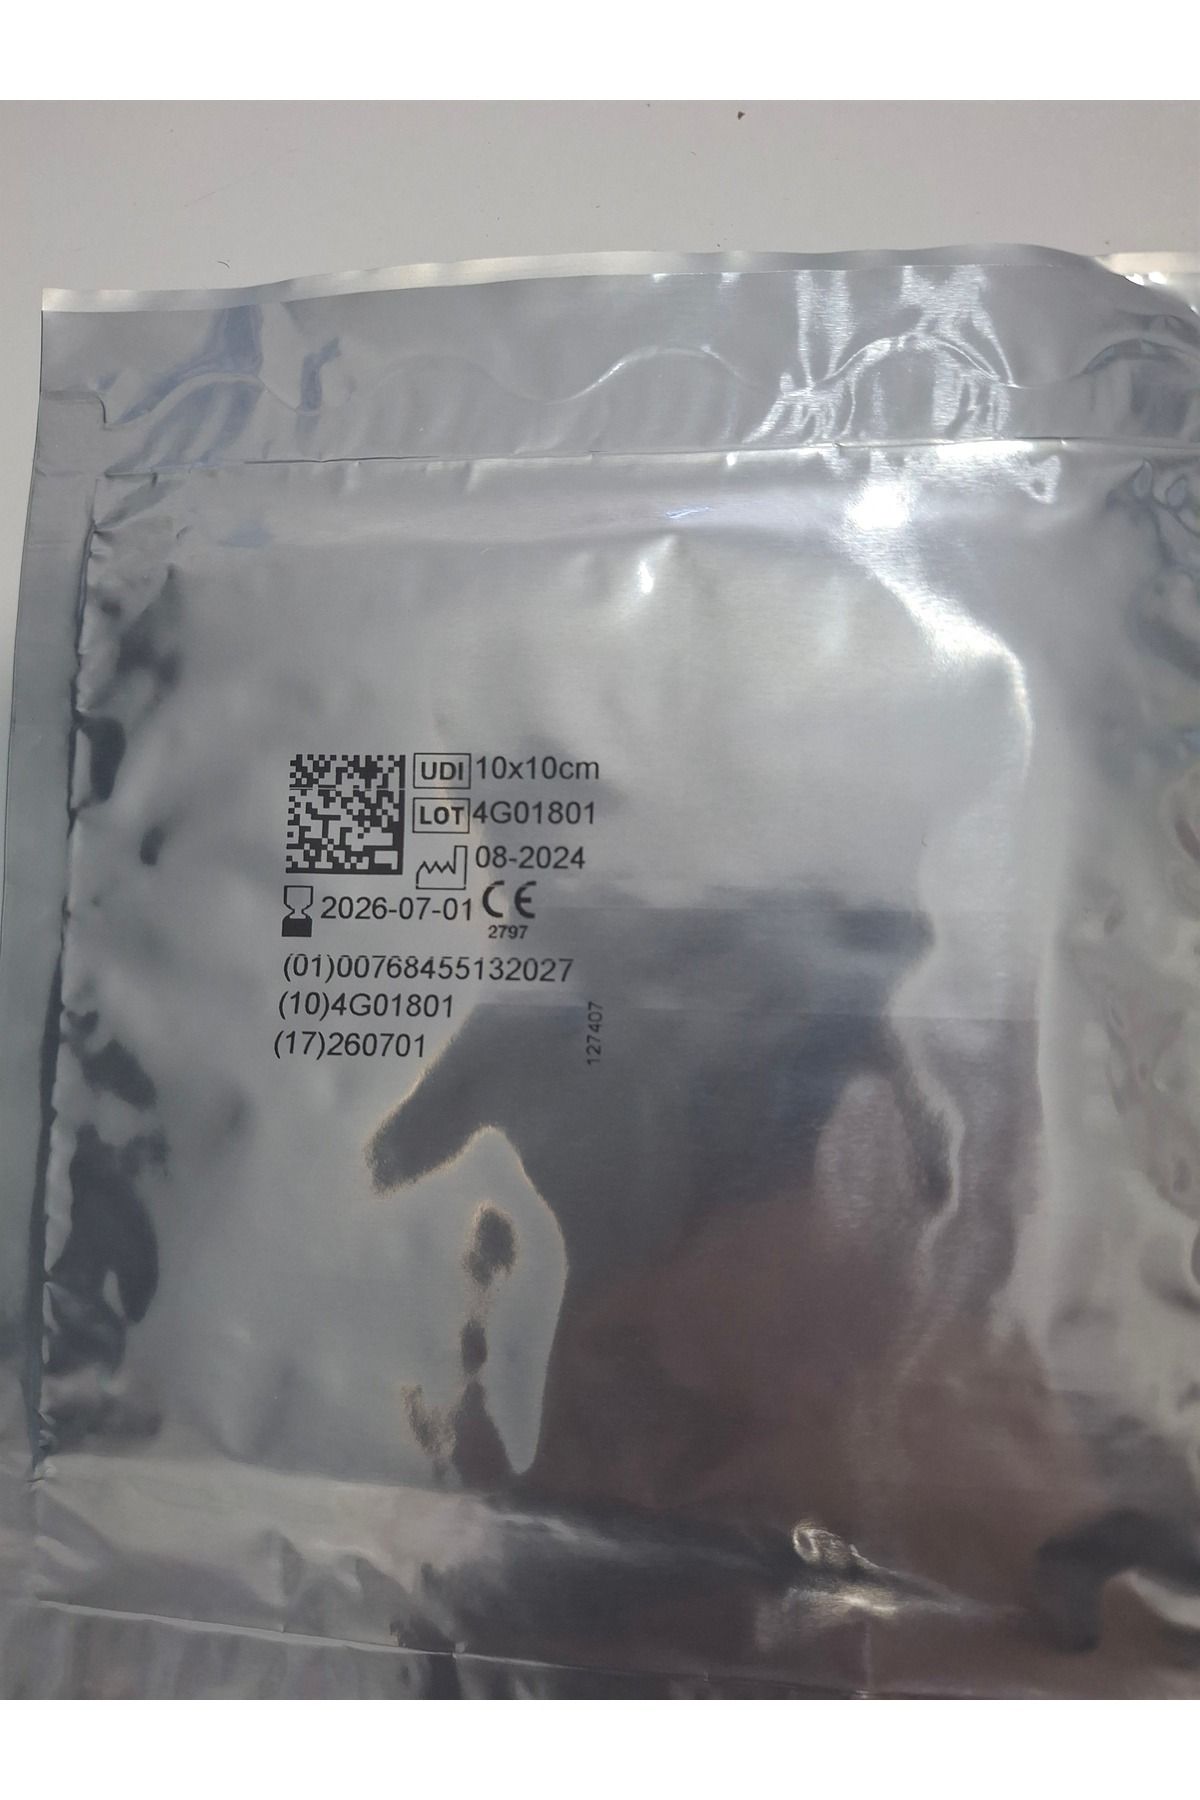 UDI 10x10cm
LOT 4G01801
08-2024
2026-07-01 CE
2797
(01)00768455132027
(10)4G01801
(17)260701
127407